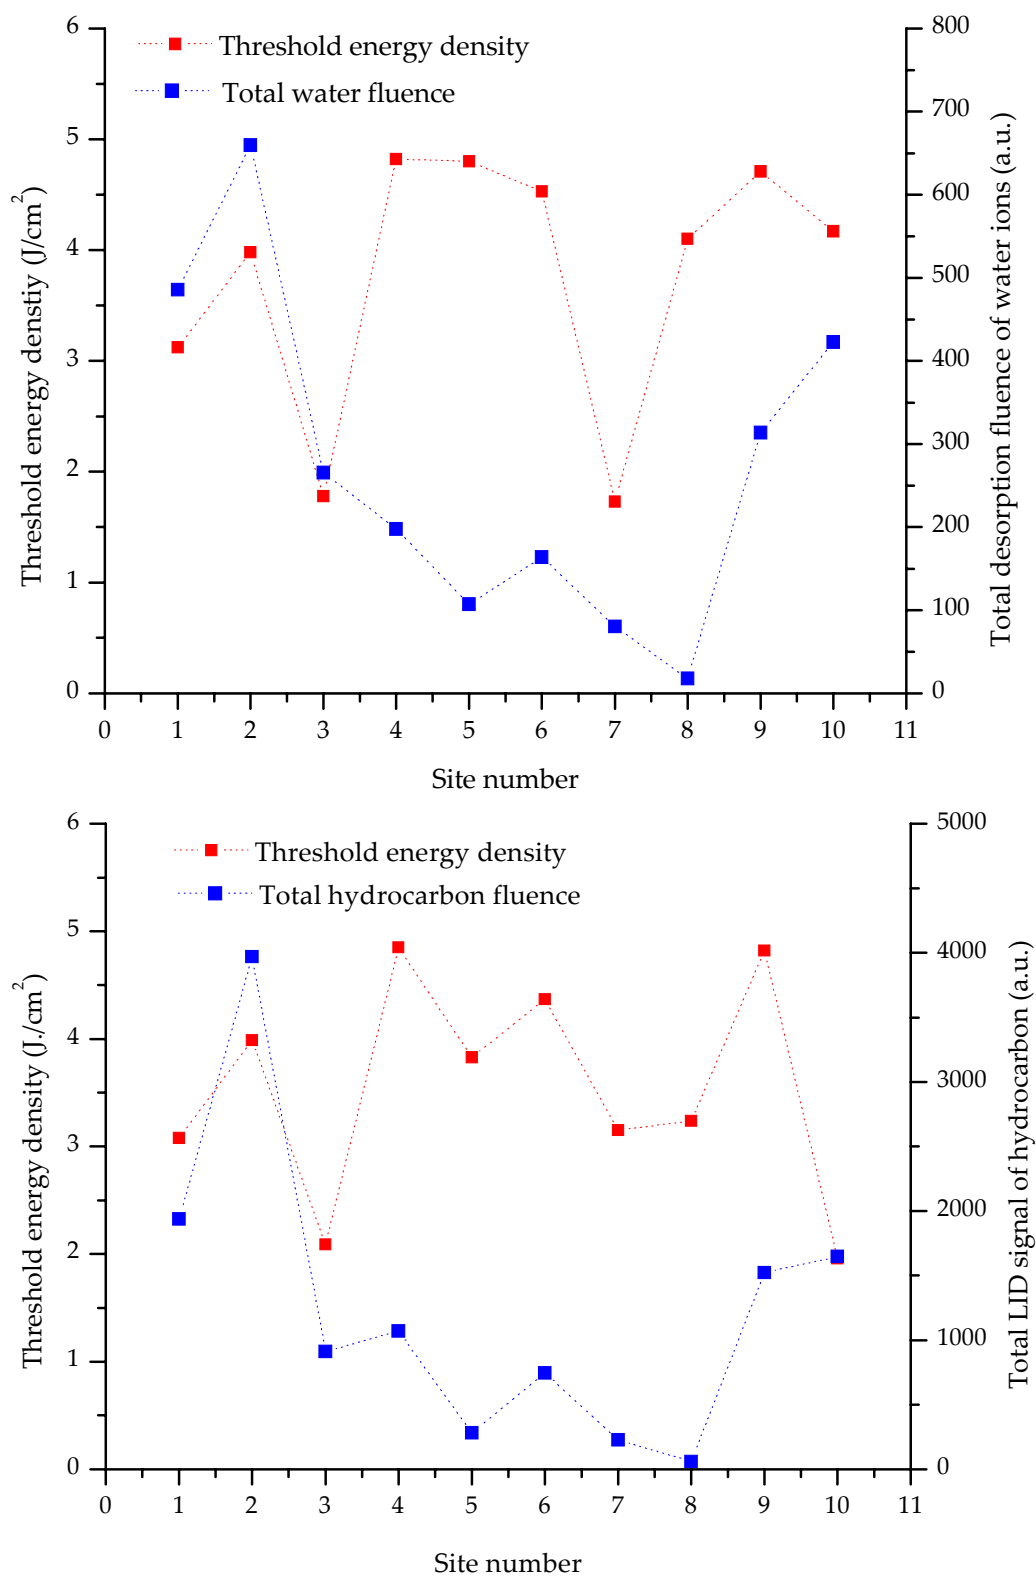 Threshold energy density
Total water fluence
Threshold energy denstiy (J/cm²)
6
5
4
3
2
1
0
800
700
600
500
400
300
200
100
0
Total desorption fluence of water ions (a.u.)
0 1 2 3 4 5 6 7 8 9 10 11
Site number
Threshold energy density
Total hydrocarbon fluence
Threshold energy density (J./cm²)
6
5
4
3
2
1
0
5000
4000
3000
2000
1000
0
Total LID signal of hydrocarbon (a.u.)
0 1 2 3 4 5 6 7 8 9 10 11
Site number